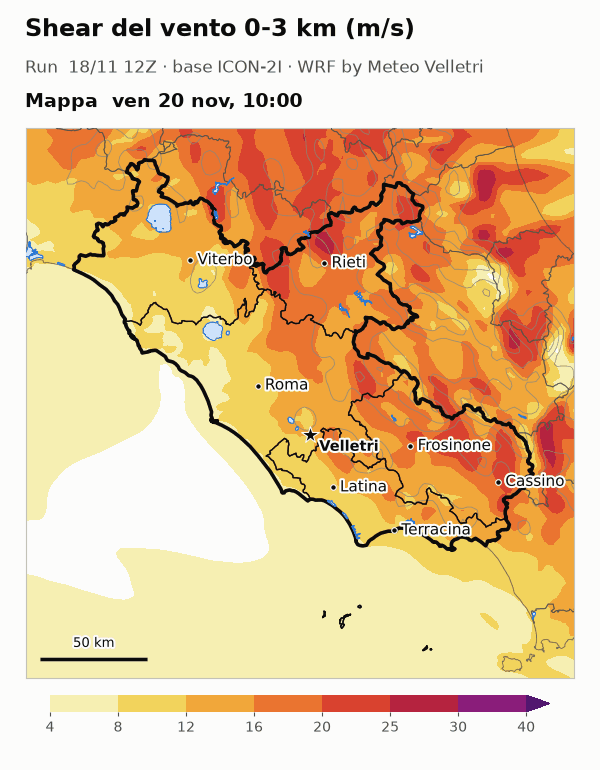 Shear del vento 0-3 km (m/s)
Run  18/11 12Z · base ICON-2I · WRF by Meteo Velletri
Mappa  ven 20 nov, 10:00
Viterbo
Rieti
Roma
Velletri
Frosinone
Cassino
Latina
Terracina
50 km
4 8 12 16 20 25 30 40